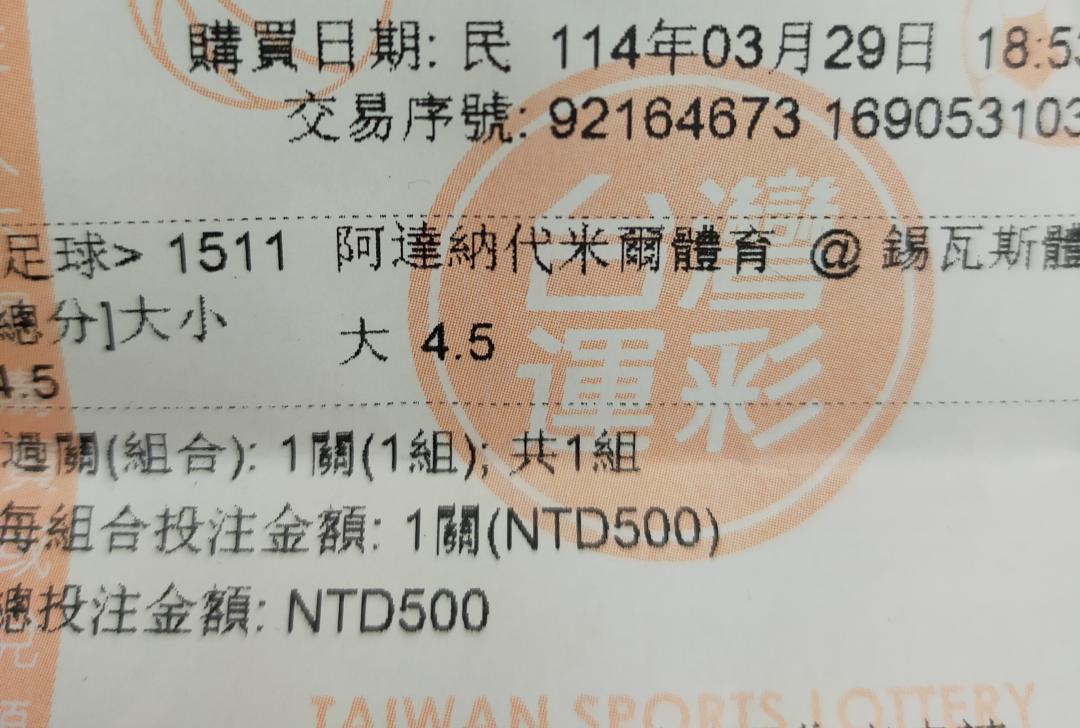 購買日期: 民 114年03月29日 18:53
交易序號: 92164673 169053103
足球> 1511 阿達納代米爾體育 @ 錫瓦斯體
總分]大小 大 4.5
4.5
過關(組合): 1關(1組); 共1組
每組合投注金額: 1關(NTD500)
總投注金額: NTD500
台灣
運彩
TAIWAN SPORTS LOTTERY